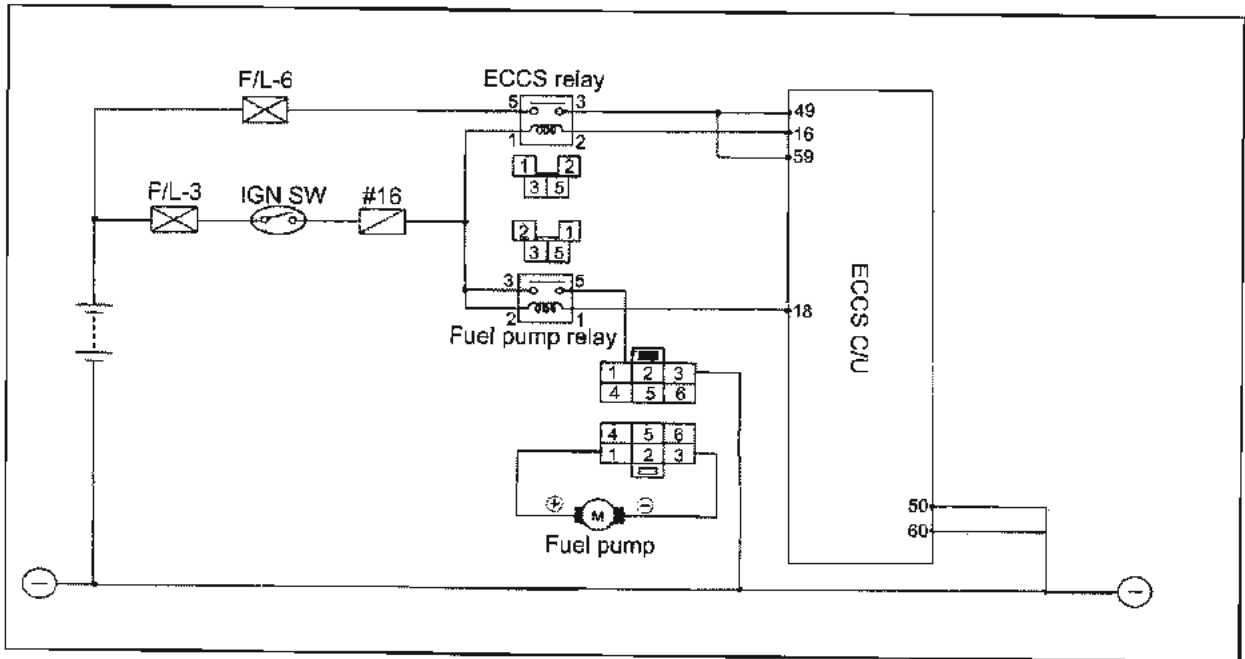 F/L-6
ECCS relay
5 3
1 2
49
16
59
1 2
3 5
F/L-3 IGN SW #16
2 1
3 5
3 5
2 1
Fuel pump relay
18
ECCS C/U
1 2 3
4 5 6
4 5 6
1 2 3
+ M -
Fuel pump
50
60
- -